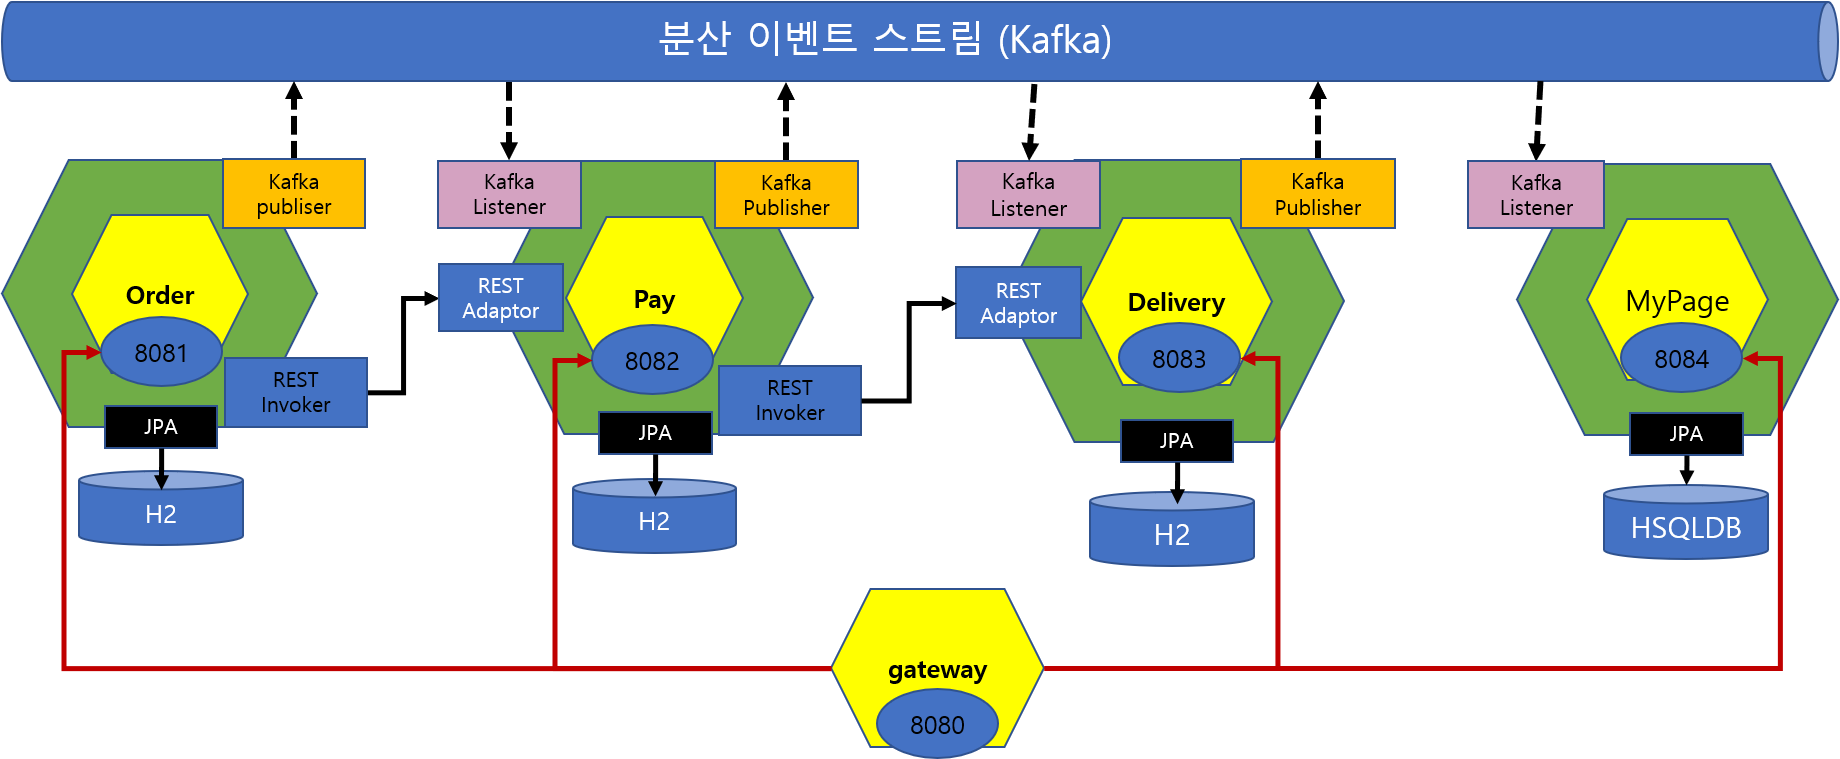 분산 이벤트 스트림 (Kafka)
Kafka
publiser
Kafka
Listener
Kafka
Publisher
Kafka
Listener
Kafka
Publisher
Kafka
Listener
Order
8081
REST
Invoker
JPA
H2
REST
Adaptor
Pay
8082
REST
Invoker
JPA
H2
REST
Adaptor
Delivery
8083
JPA
H2
MyPage
8084
JPA
HSQLDB
gateway
8080